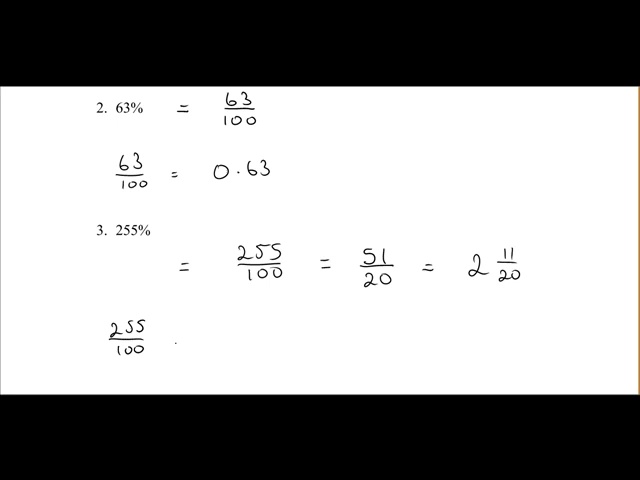 2. 63% = 63/100
63/100 = 0.63
3. 255%
= 255/100 = 51/20 = 2 11/20
255/100